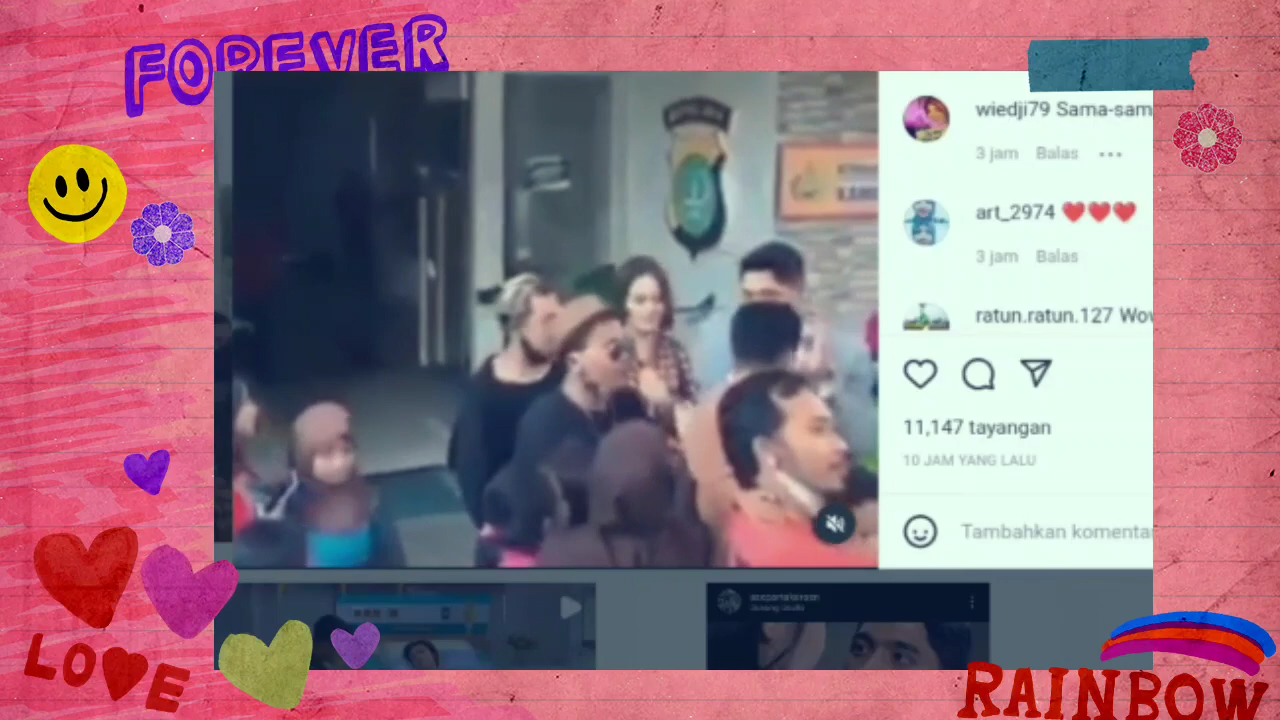 FOREVER
wiedji79 Sama-sam
3 jam Balas
art_2974 ❤️❤️❤️
3 jam Balas
ratun.ratun.127 Wo
11,147 tayangan
10 JAM YANG LALU
Tambahkan komenta
LOVE
RAINBOW